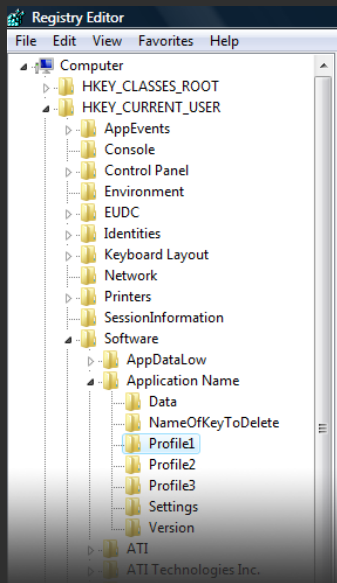 Registry Editor
File Edit View Favorites Help
Computer
HKEY_CLASSES_ROOT
HKEY_CURRENT_USER
AppEvents
Console
Control Panel
Environment
EUDC
Identities
Keyboard Layout
Network
Printers
SessionInformation
Software
AppDataLow
Application Name
Data
NameOfKeyToDelete
Profile1
Profile2
Profile3
Settings
Version
ATI
ATI Technologies Inc.